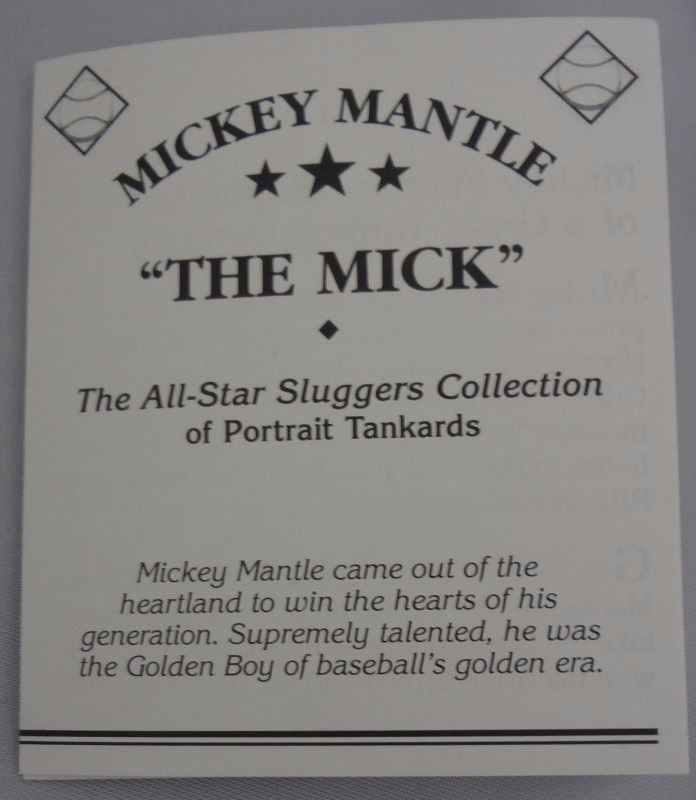 MICKEY MANTLE
“THE MICK”
The All-Star Sluggers Collection
of Portrait Tankards
Mickey Mantle came out of the
heartland to win the hearts of his
generation. Supremely talented, he was
the Golden Boy of baseball’s golden era.